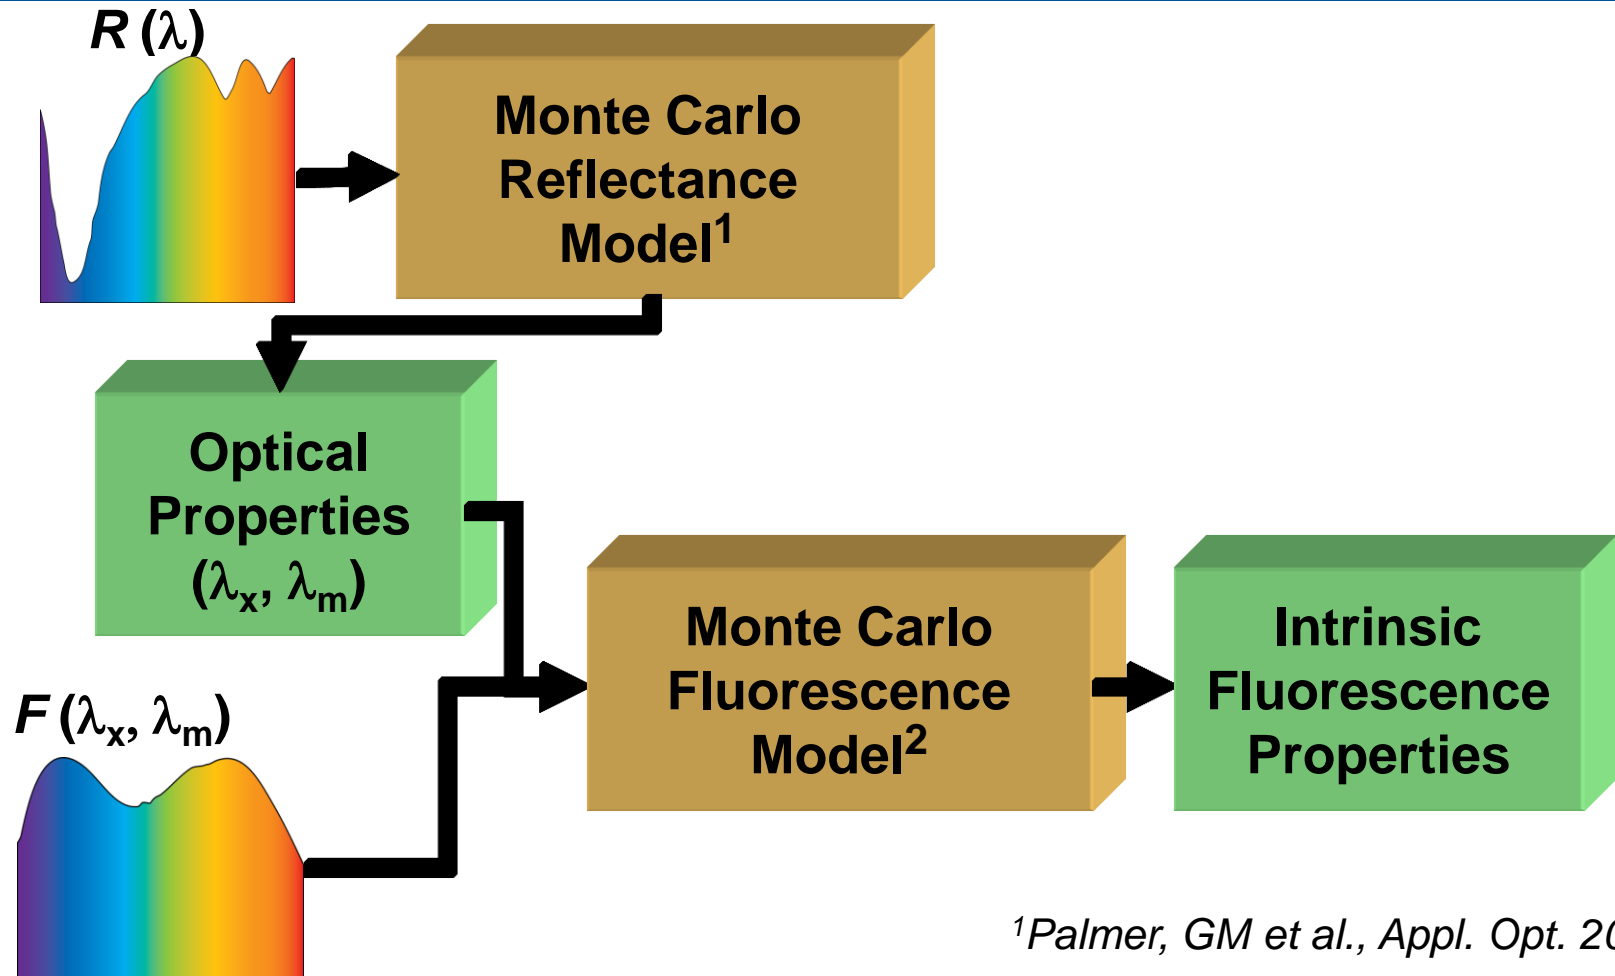 R (λ)
Monte Carlo
Reflectance
Model¹
Optical
Properties
(λx, λm)
Monte Carlo
Fluorescence
Model²
Intrinsic
Fluorescence
Properties
F (λx, λm)
¹Palmer, GM et al., Appl. Opt.